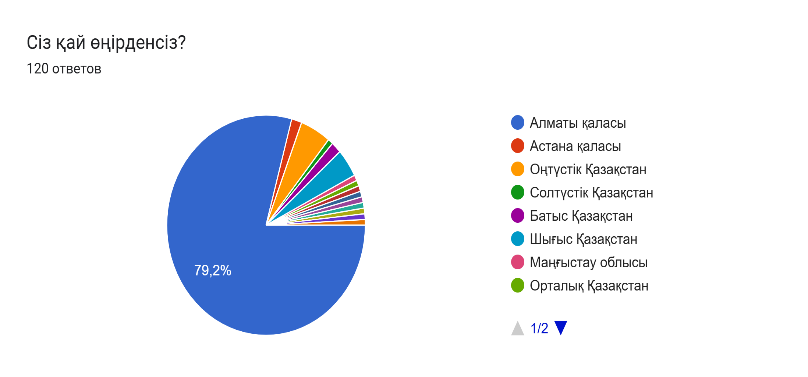 Сіз қай өңірденсіз?
120 ответов
79,2%
Алматы қаласы
Астана қаласы
Оңтүстік Қазақстан
Солтүстік Қазақстан
Батыс Қазақстан
Шығыс Қазақстан
Маңғыстау облысы
Орталық Қазақстан
1/2